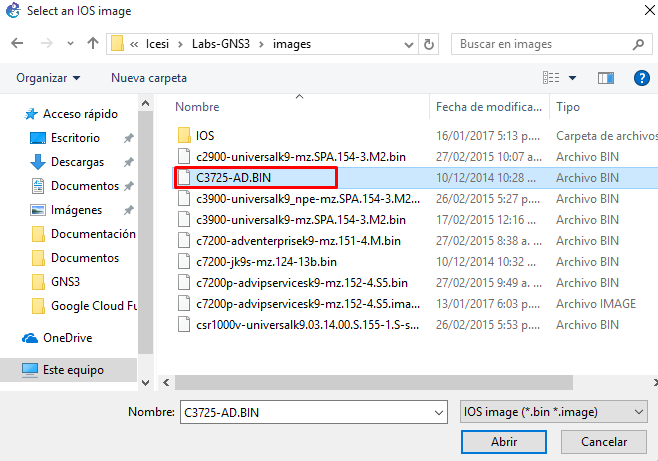 Select an IOS image
« Icesi > Labs-GNS3 > images
Buscar en images
Organizar
Nueva carpeta
Nombre Fecha de modifica... Tipo
Acceso rápido
Escritorio
Descargas
Documentos
Imágenes
Documentación
Documentos
GNS3
Google Cloud Fu
OneDrive
Este equipo
IOS 16/01/2017 5:13 p.... Carpeta de archivos
c2900-universalk9-mz.SPA.154-3.M2.bin 27/02/2015 10:07 a... Archivo BIN
C3725-AD.BIN 10/12/2014 10:28 ... Archivo BIN
c3900-universalk9_npe-mz.SPA.154-3.M2... 26/02/2015 5:27 p... Archivo BIN
c3900-universalk9-mz.SPA.154-3.M2.bin 17/02/2015 12:16 ... Archivo BIN
c7200-adventerprisek9-mz.151-4.M.bin 27/02/2015 8:38 a... Archivo BIN
c7200-jk9s-mz.124-13b.bin 10/12/2014 10:32 ... Archivo BIN
c7200p-advipservicesk9-mz.152-4.S5.bin 27/02/2015 9:49 a... Archivo BIN
c7200p-advipservicesk9-mz.152-4.S5.ima... 13/01/2017 6:03 p.... Archivo IMAGE
csr1000v-universalk9.03.14.00.S.155-1.S-s... 26/02/2015 5:53 p.... Archivo BIN
Nombre: C3725-AD.BIN
IOS image (*.bin *.image)
Abrir
Cancelar